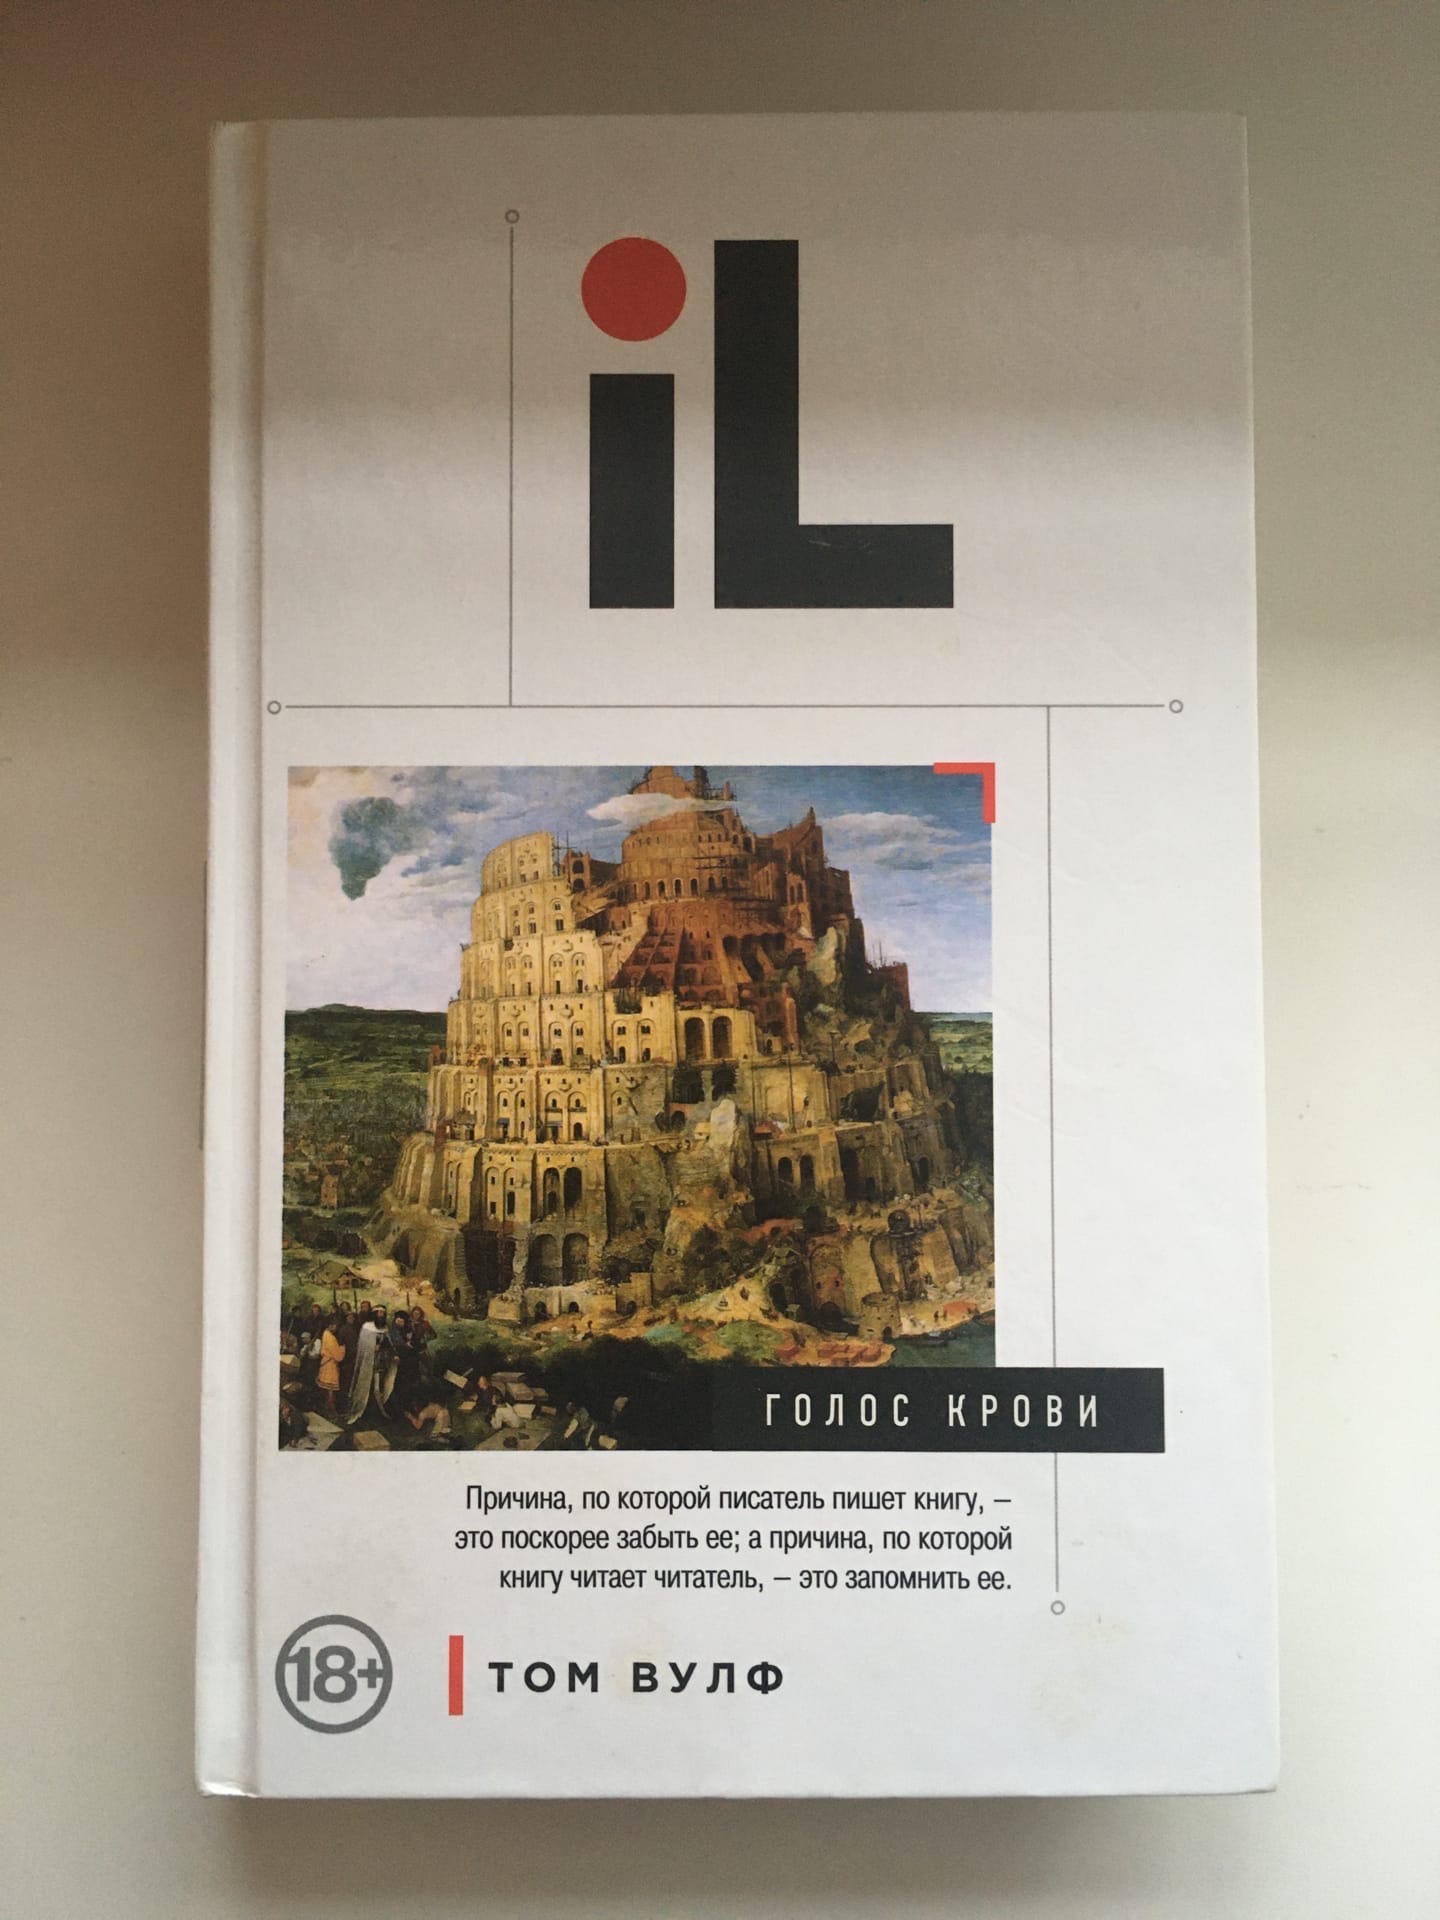 iL
ГОЛОС КРОВИ
Причина, по которой писатель пишет книгу, –
это поскорее забыть ее; а причина, по которой
книгу читает читатель, – это запомнить ее.
18+
ТОМ ВУЛФ